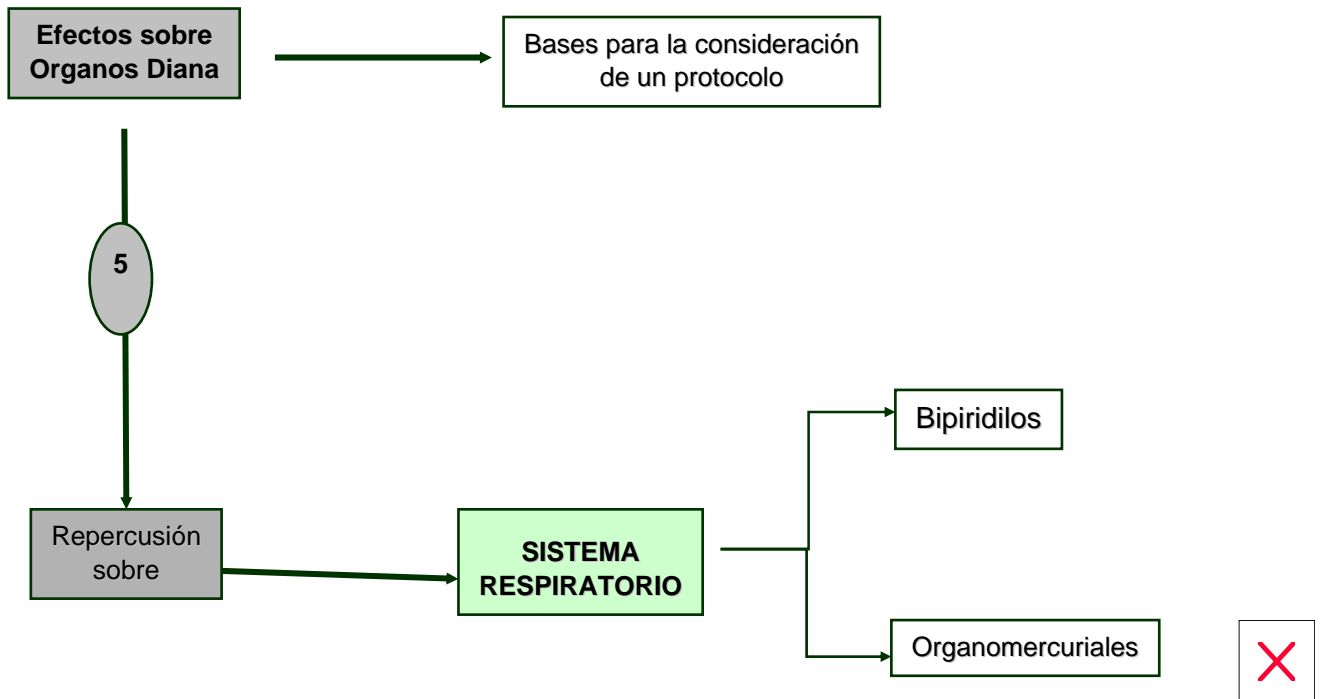 Efectos sobre
Organos Diana
Bases para la consideración
de un protocolo
5
Bipiridilos
Repercusión
sobre
SISTEMA
RESPIRATORIO
Organomercuriales